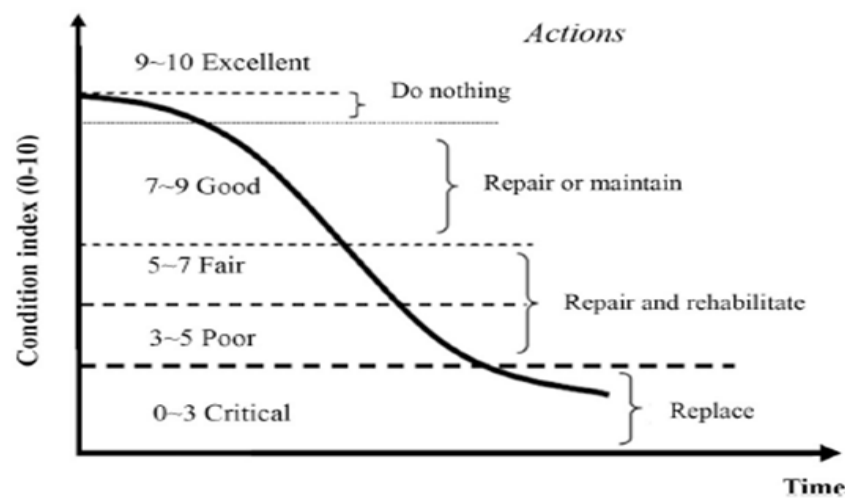 Actions
9~10 Excellent
Do nothing
7~9 Good
Repair or maintain
5~7 Fair
Repair and rehabilitate
3~5 Poor
0~3 Critical
Replace
Condition index (0-10)
Time